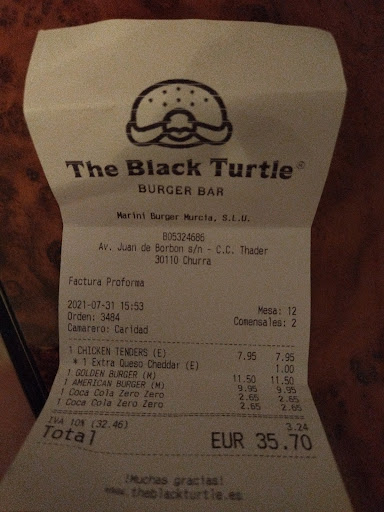 The Black Turtle®
BURGER BAR
Marini Burger Murcia, S.L.U.
B05324686
Av. Juan de Borbon s/n - C.C. Thader
30110 Churra
Factura Proforma
2021-07-31 15:53 Mesa: 12
Orden: 3484 Comensales: 2
Camarero: Caridad
1 CHICKEN TENDERS (E) 7.95 7.95
* 1 Extra Queso Cheddar (E) 1.00
1 GOLDEN BURGER (M) 11.50 11.50
1 AMERICAN BURGER (M) 9.95 9.95
1 Coca Cola Zero Zero 2.65 2.65
1 Coca Cola Zero Zero 2.65 2.65
IVA 10% (32.46) 3.24
Total EUR 35.70
¡Muchas gracias!
www.theblackturtle.es